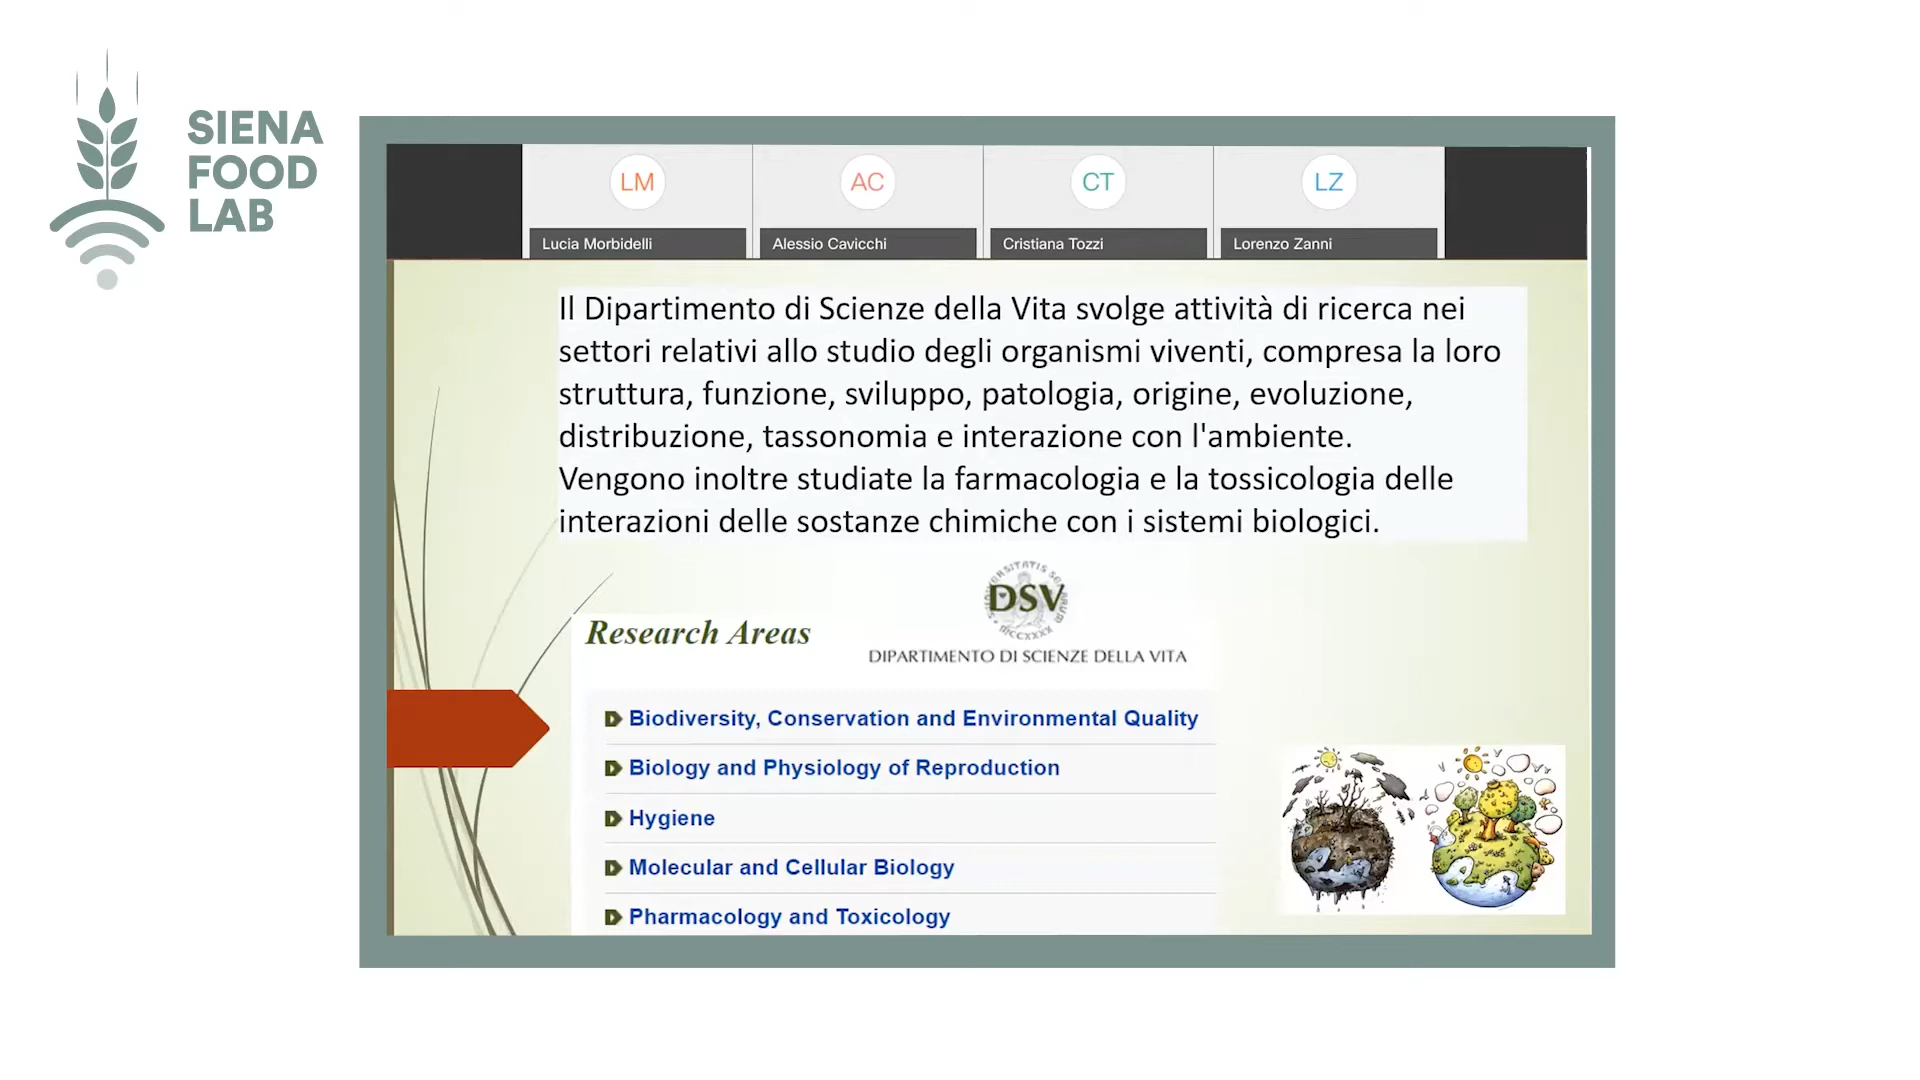 SIENA
FOOD
LAB
LM
AC
CT
LZ
Lucia Morbidelli
Alessio Cavicchi
Cristiana Tozzi
Lorenzo Zanni
Il Dipartimento di Scienze della Vita svolge attività di ricerca nei
settori relativi allo studio degli organismi viventi, compresa la loro
struttura, funzione, sviluppo, patologia, origine, evoluzione,
distribuzione, tassonomia e interazione con l'ambiente.
Vengono inoltre studiate la farmacologia e la tossicologia delle
interazioni delle sostanze chimiche con i sistemi biologici.
DSV
DIPARTIMENTO DI SCIENZE DELLA VITA
Research Areas
Biodiversity, Conservation and Environmental Quality
Biology and Physiology of Reproduction
Hygiene
Molecular and Cellular Biology
Pharmacology and Toxicology